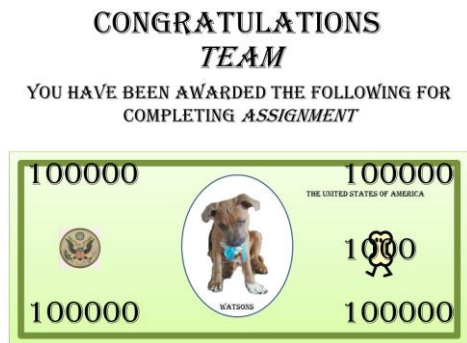 CONGRATULATIONS
TEAM
YOU HAVE BEEN AWARDED THE FOLLOWING FOR
COMPLETING ASSIGNMENT
100000 100000
THE UNITED STATES OF AMERICA
1000
WATSONS
100000 100000